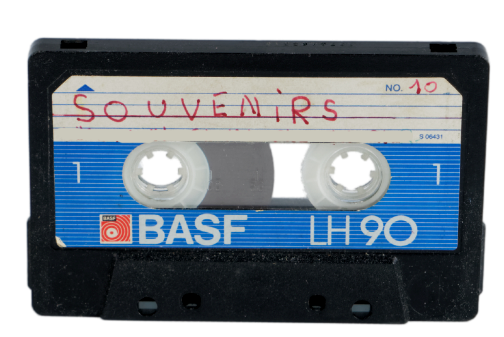 NO. 10
SOUVENIRS
S 06431
1 1
BASF
BASF LH 90